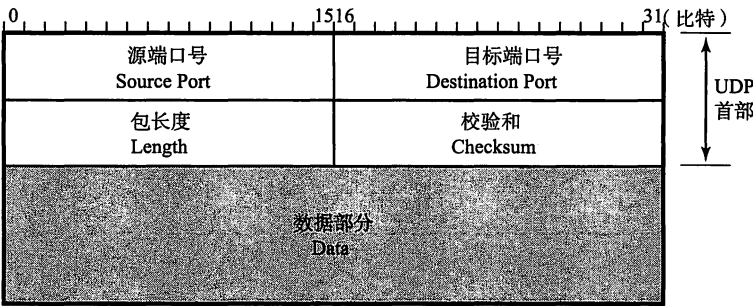 0 1516 31(比特)
源端口号
Source Port
目标端口号
Destination Port
UDP
首部
包长度
Length
校验和
Checksum
数据部分
Data